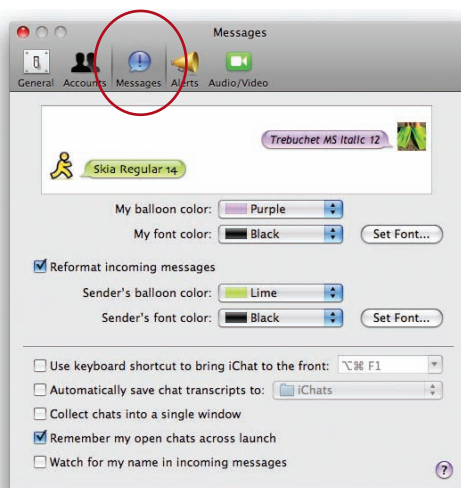 Messages
General Accounts Messages Alerts Audio/Video
Trebuchet MS Italic 12
Skia Regular 14
My balloon color: Purple
My font color: Black Set Font...
Reformat incoming messages
Sender's balloon color: Lime
Sender's font color: Black Set Font...
Use keyboard shortcut to bring iChat to the front: ⌥⌘ F1
Automatically save chat transcripts to: iChats
Collect chats into a single window
Remember my open chats across launch
Watch for my name in incoming messages
?